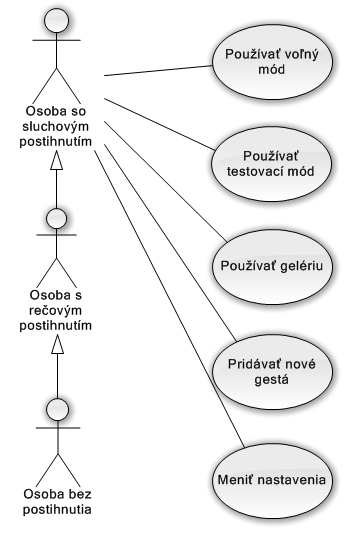 Osoba so
sluchovým
postihnutím
Osoba s
rečovým
postihnutím
Osoba bez
postihnutia
Používať voľný
mód
Používať
testovací mód
Používať gelériu
Pridávať nové
gestá
Meniť nastavenia